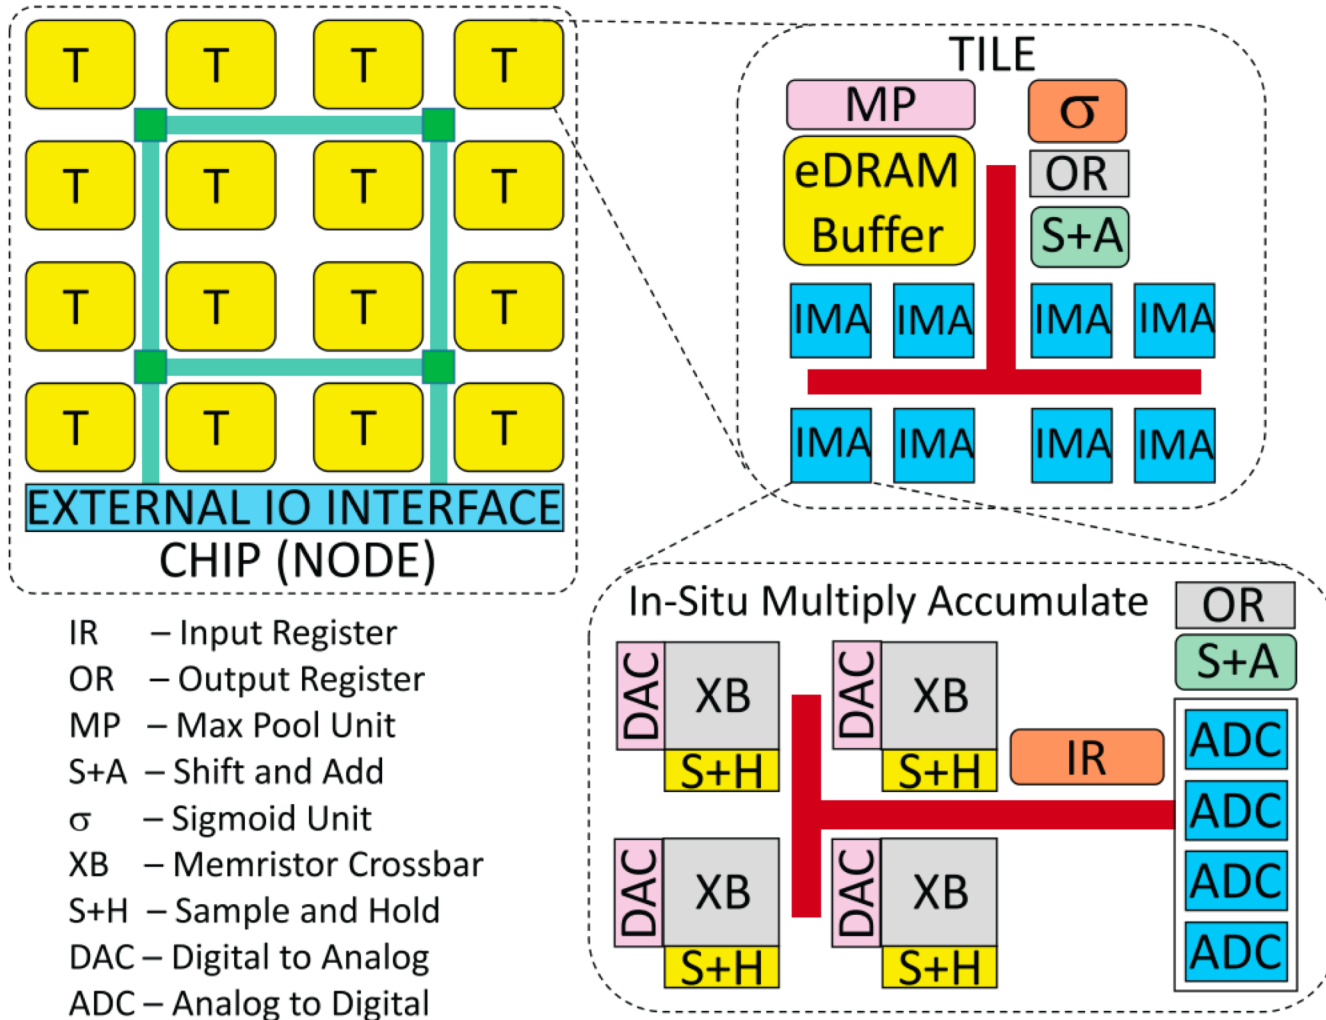 T T T T
T T T T
T T T T
T T T T
EXTERNAL IO INTERFACE
CHIP (NODE)
TILE
MP
σ
eDRAM
Buffer
OR
S+A
IMA IMA IMA IMA
IMA IMA IMA IMA
In-Situ Multiply Accumulate
OR
S+A
DAC XB DAC XB
S+H S+H
IR
DAC XB DAC XB
S+H S+H
ADC
ADC
ADC
ADC
IR – Input Register
OR – Output Register
MP – Max Pool Unit
S+A – Shift and Add
σ – Sigmoid Unit
XB – Memristor Crossbar
S+H – Sample and Hold
DAC – Digital to Analog
ADC – Analog to Digital